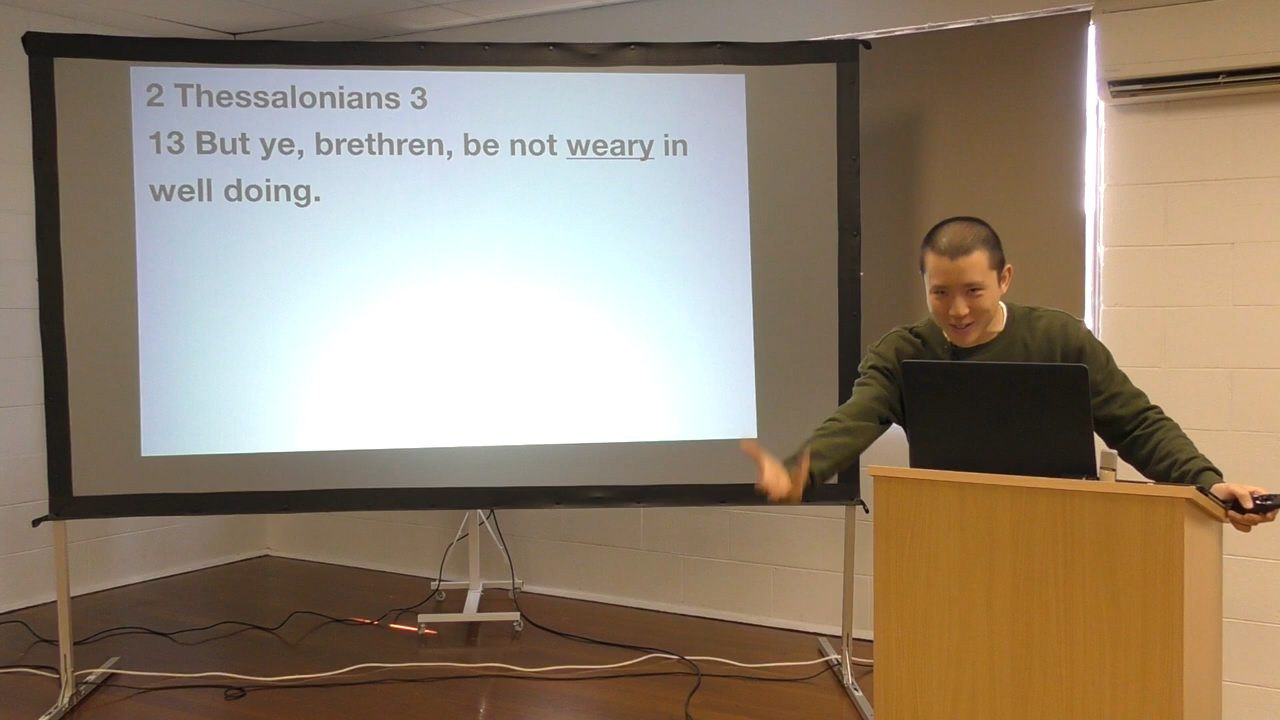 2 Thessalonians 3
13 But ye, brethren, be not weary in
well doing.